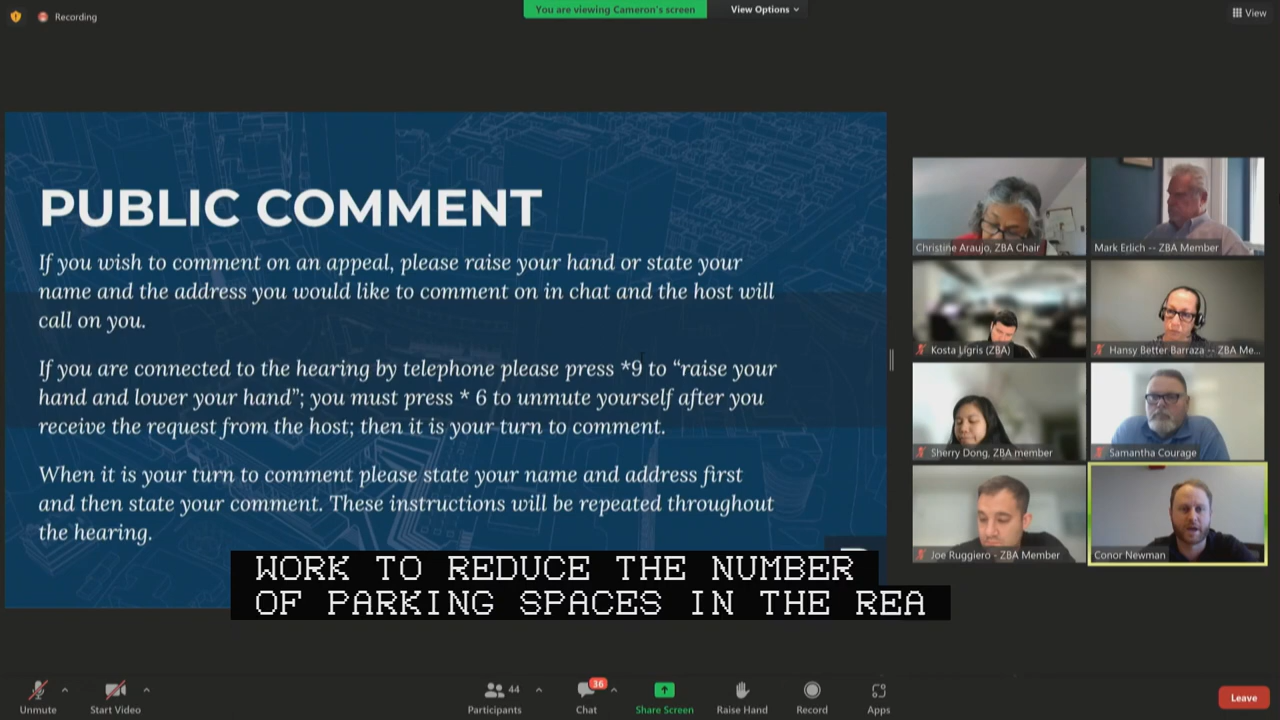 Recording
You are viewing Cameron's screen
View Options
View
PUBLIC COMMENT
If you wish to comment on an appeal, please raise your hand or state your
name and the address you would like to comment on in chat and the host will
call on you.
If you are connected to the hearing by telephone please press *9 to “raise your
hand and lower your hand”; you must press * 6 to unmute yourself after you
receive the request from the host; then it is your turn to comment.
When it is your turn to comment please state your name and address first
and then state your comment. These instructions will be repeated throughout
the hearing.
WORK TO REDUCE THE NUMBER
OF PARKING SPACES IN THE REA
Christine Araujo, ZBA Chair
Mark Erlich -- ZBA Member
Kosta Ligris (ZBA)
Hansy Better Barraza -- ZBA Me...
Sherry Dong, ZBA member
Samantha Courage
Joe Ruggiero - ZBA Member
Conor Newman
Unmute
Start Video
Participants
44
Chat
36
Share Screen
Raise Hand
Record
Apps
Leave